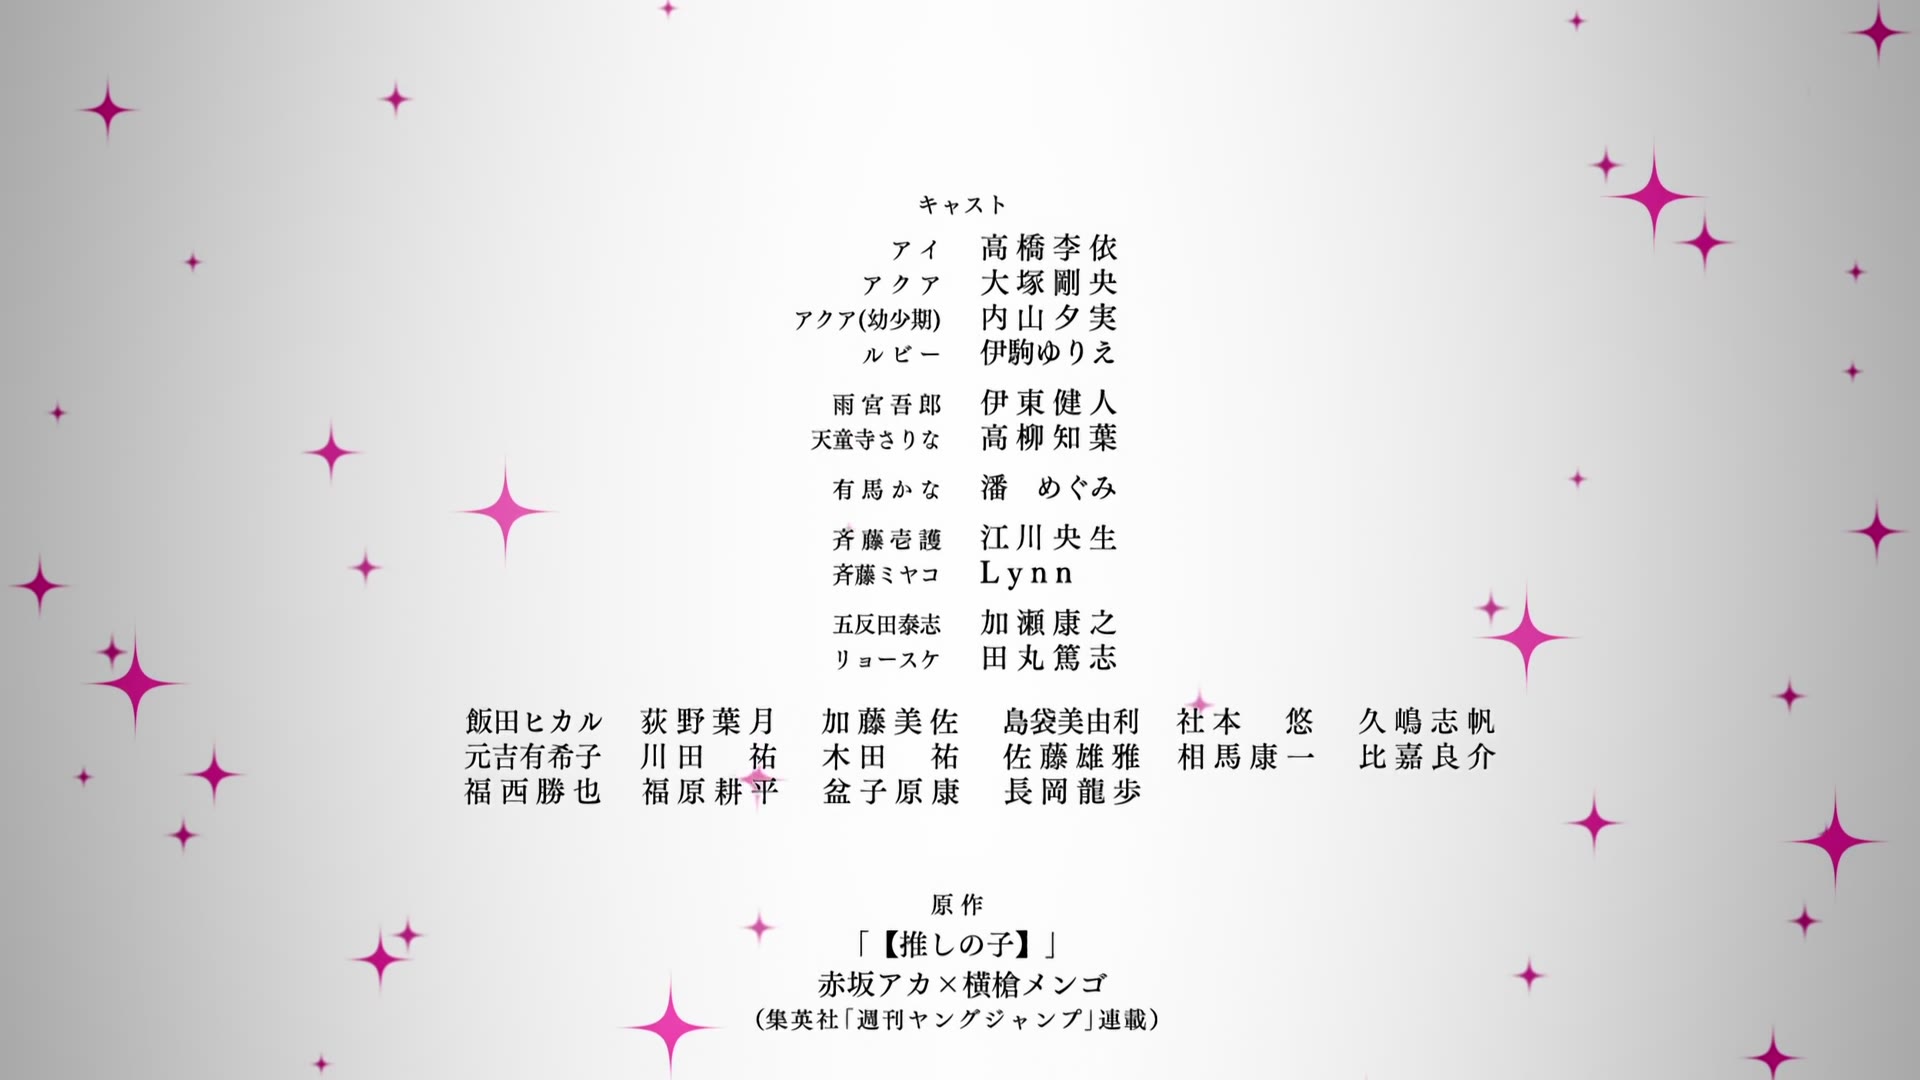 キャスト
アイ 高橋李依
アクア 大塚剛央
アクア(幼少期) 内山夕実
ルビー 伊駒ゆりえ
雨宮吾郎 伊東健人
天童寺さりな 高柳知葉
有馬かな 潘 めぐみ
斉藤壱護 江川央生
斉藤ミヤコ Lynn
五反田泰志 加瀬康之
リョースケ 田丸篤志
飯田ヒカル 荻野葉月 加藤美佐 島袋美由利 社本 悠 久嶋志帆
元吉有希子 川田 祐 木田 祐 佐藤雄雅 相馬康一 比嘉良介
福西勝也 福原耕平 盆子原康 長岡龍歩
原作
「【推しの子】」
赤坂アカ×横槍メンゴ
(集英社「週刊ヤングジャンプ」連載)